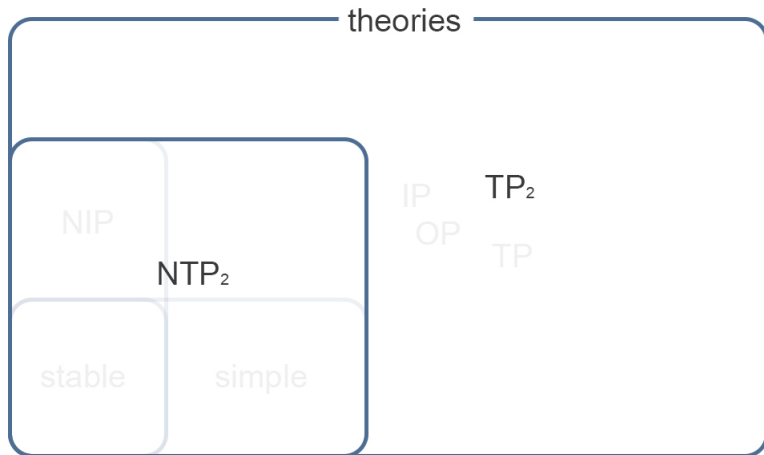 theories
IP
TP₂
NIP
OP
TP
NTP₂
stable
simple